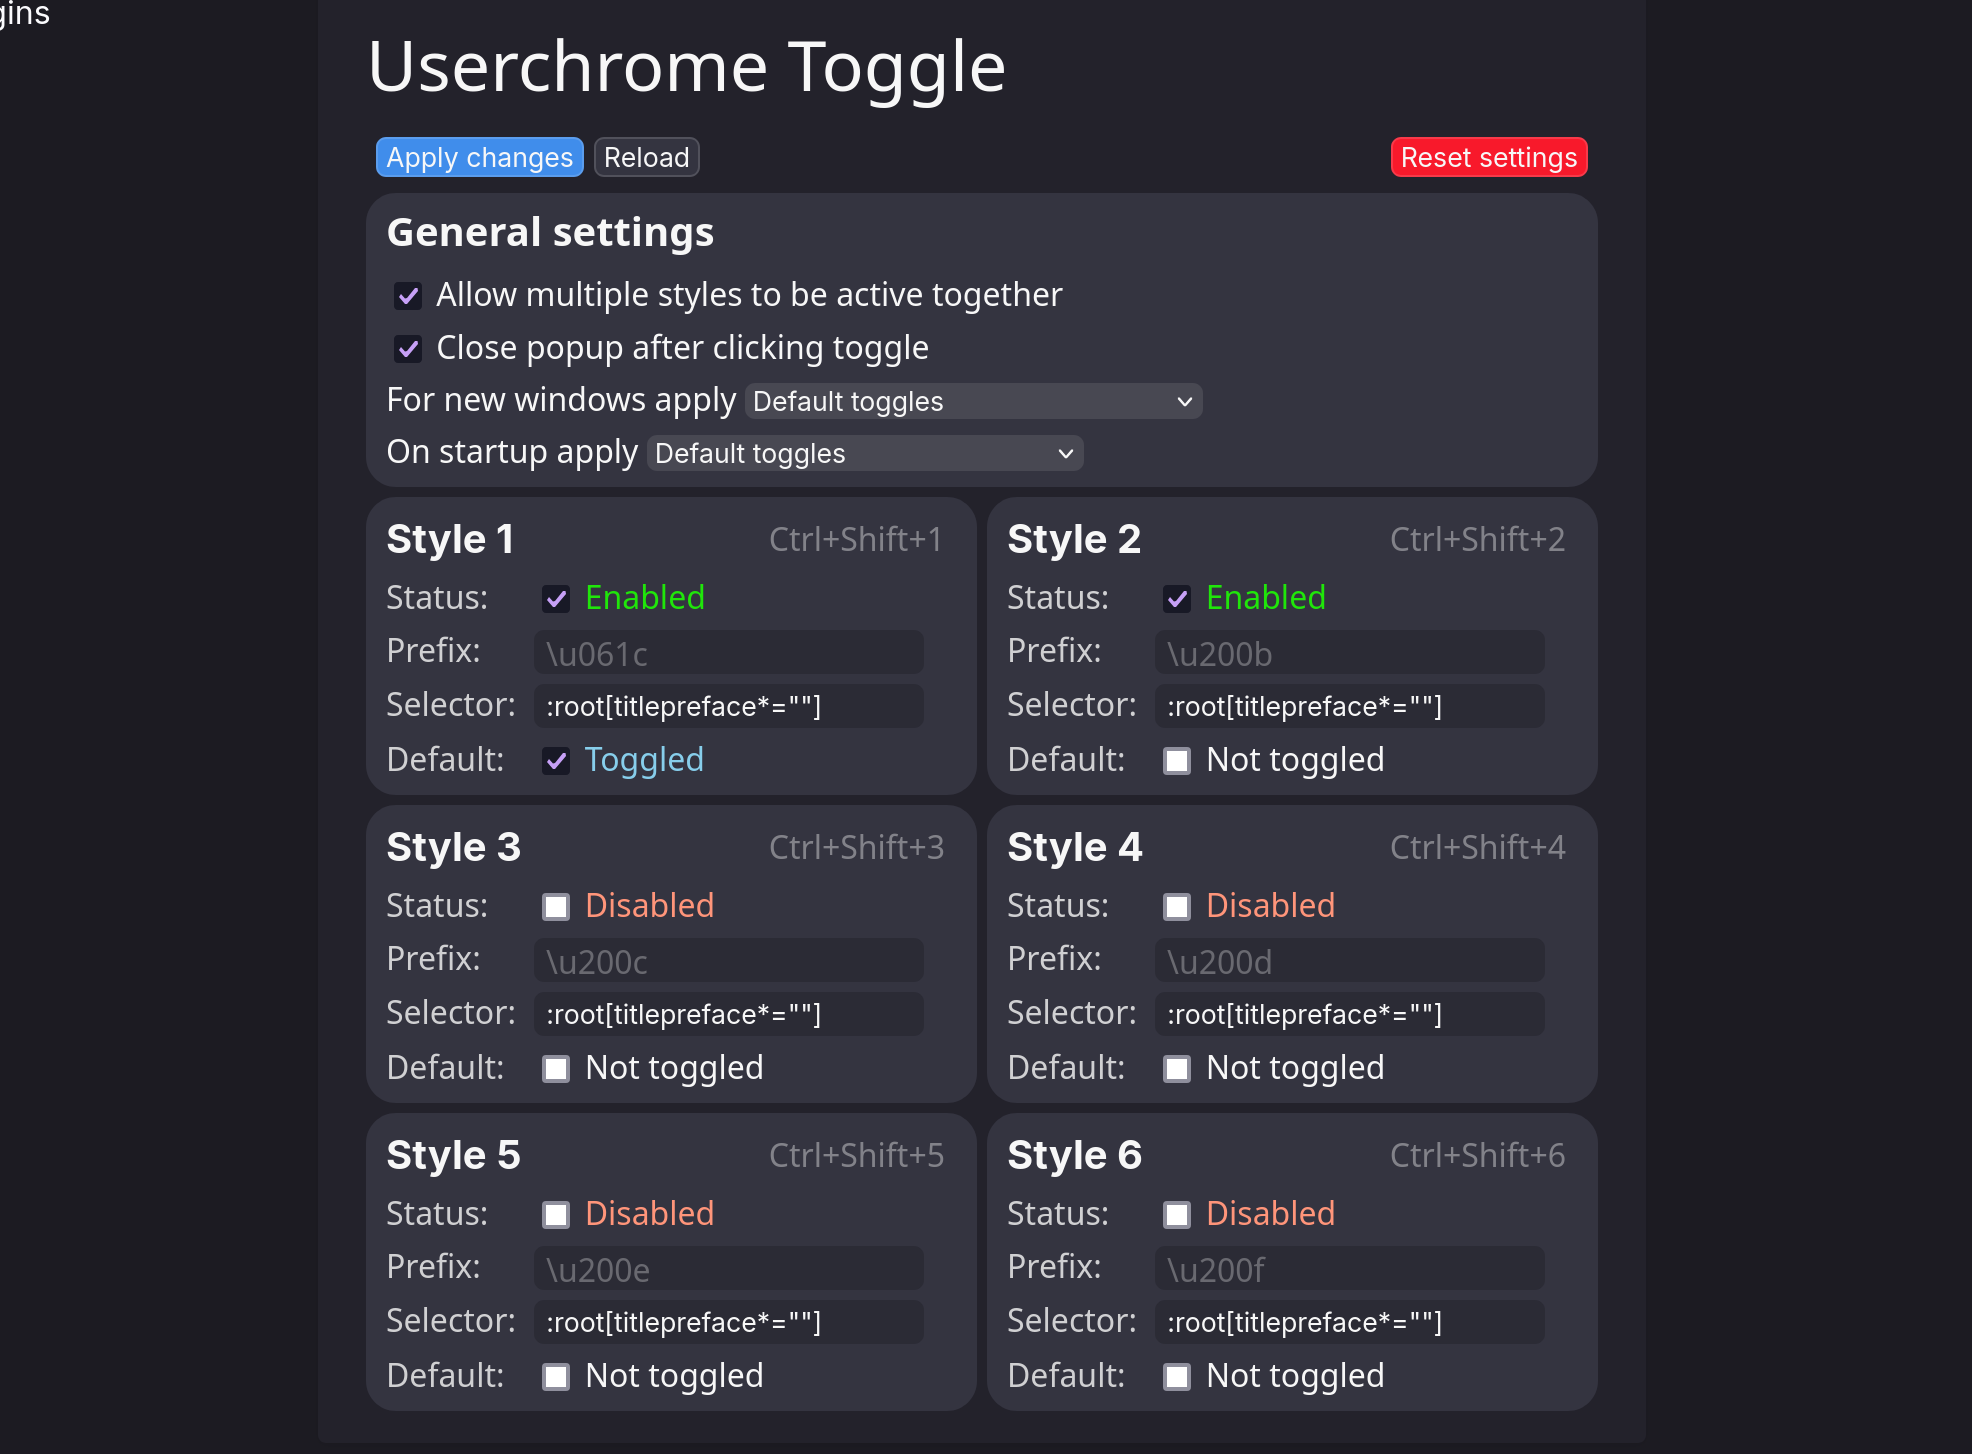 gins
Userchrome Toggle
Apply changes Reload Reset settings
General settings
Allow multiple styles to be active together
Close popup after clicking toggle
For new windows apply Default toggles
On startup apply Default toggles
Style 1 Ctrl+Shift+1
Status: Enabled
Prefix: \u061c
Selector: :root[titlepreface*=""]
Default: Toggled
Style 2 Ctrl+Shift+2
Status: Enabled
Prefix: \u200b
Selector: :root[titlepreface*=""]
Default: Not toggled
Style 3 Ctrl+Shift+3
Status: Disabled
Prefix: \u200c
Selector: :root[titlepreface*=""]
Default: Not toggled
Style 4 Ctrl+Shift+4
Status: Disabled
Prefix: \u200d
Selector: :root[titlepreface*=""]
Default: Not toggled
Style 5 Ctrl+Shift+5
Status: Disabled
Prefix: \u200e
Selector: :root[titlepreface*=""]
Default: Not toggled
Style 6 Ctrl+Shift+6
Status: Disabled
Prefix: \u200f
Selector: :root[titlepreface*=""]
Default: Not toggled